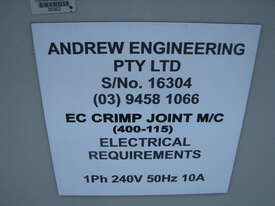 ANDREW ENGINEERING
PTY LTD
S/No. 16304
(03) 9458 1066
EC CRIMP JOINT M/C
(400-115)
ELECTRICAL
REQUIREMENTS
1Ph 240V 50Hz 10A